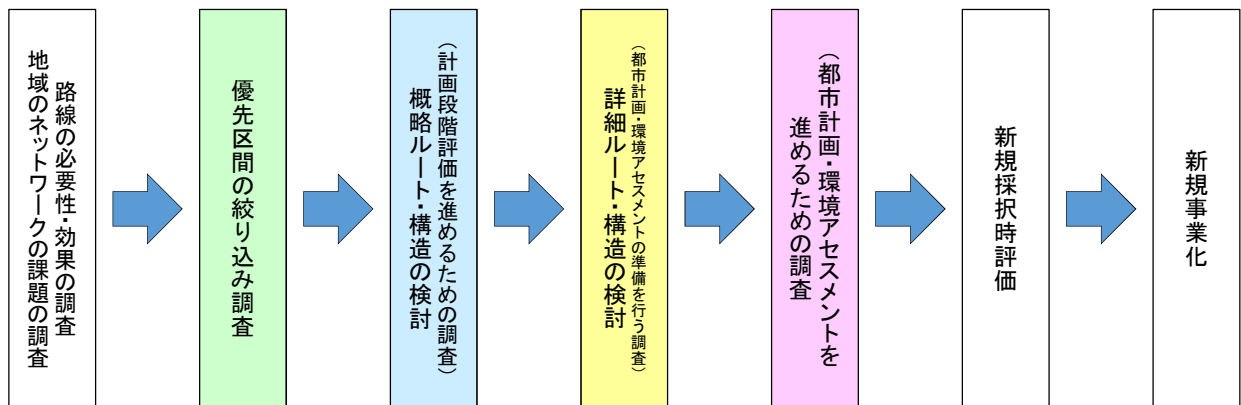 路線の必要性・効果の調査
地域のネットワークの課題の調査
優先区間の絞り込み調査
（計画段階評価を進めるための調査）
概略ルート・構造の検討
（都市計画・環境アセスメントの準備を行う調査）
詳細ルート・構造の検討
（都市計画・環境アセスメントを
進めるための調査
新規採択時評価
新規事業化